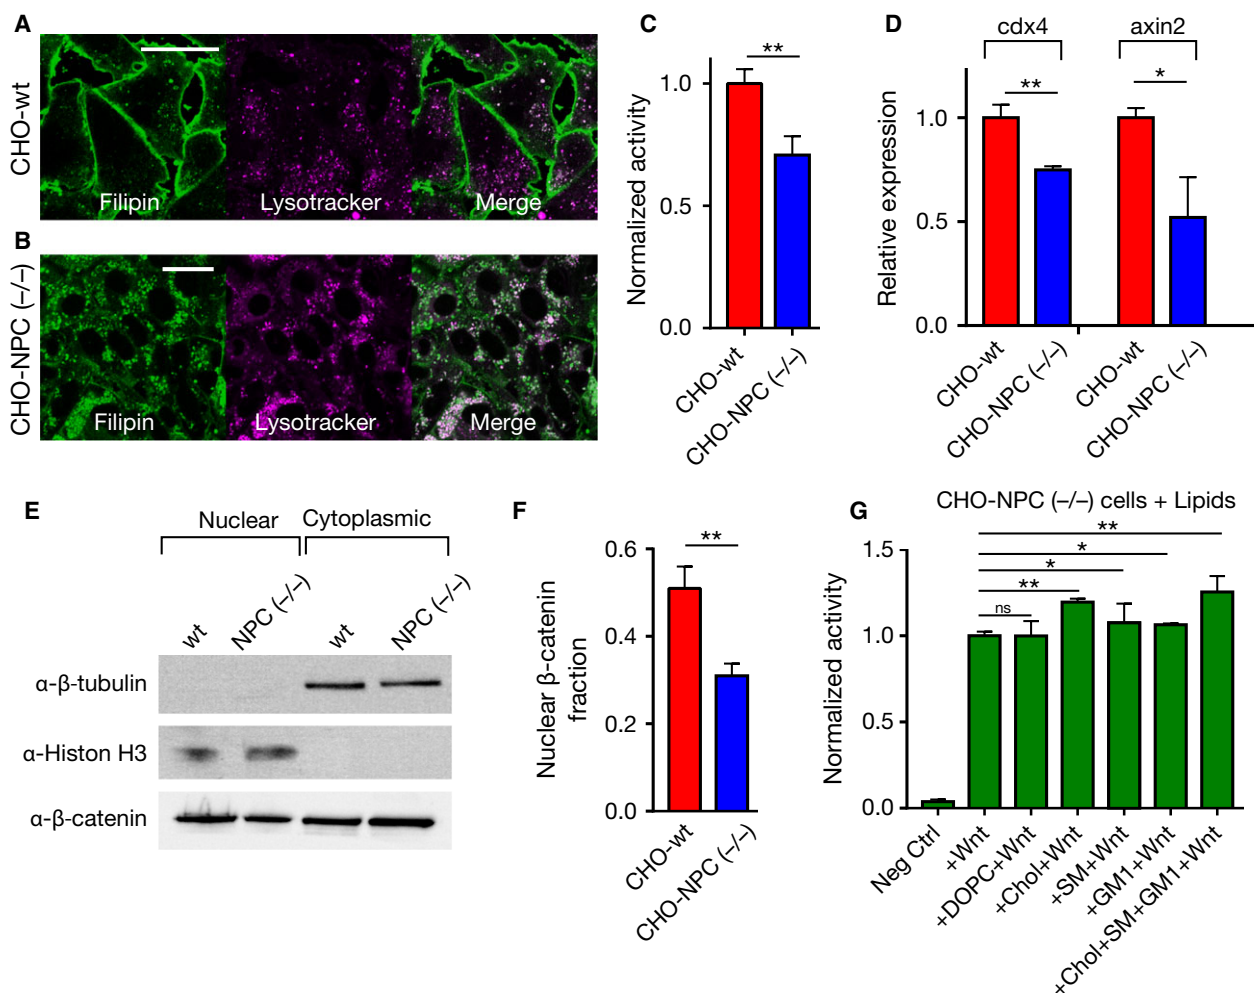 A
CHO-wt
Filipin
Lysotracker
Merge
B
CHO-NPC (–/–)
Filipin
Lysotracker
Merge
C
Normalized activity
**
1.0
0.5
0.0
CHO-wt
CHO-NPC (–/–)
D
cdx4
axin2
Relative expression
**
*
1.0
0.5
0.0
CHO-wt
CHO-NPC (–/–)
CHO-wt
CHO-NPC (–/–)
E
Nuclear Cytoplasmic
wt
NPC (–/–)
wt
NPC (–/–)
α-β-tubulin
α-Histon H3
α-β-catenin
F
Nuclear β-catenin
fraction
**
0.6
0.4
0.2
0.0
CHO-wt
CHO-NPC (–/–)
G
CHO-NPC (–/–) cells + Lipids
Normalized activity
**
*
*
**
ns
1.5
1.0
0.5
0.0
Neg Ctrl
+Wnt
+DOPC+Wnt
+Chol+Wnt
+SM+Wnt
+GM1+Wnt
+Chol+SM+GM1+Wnt